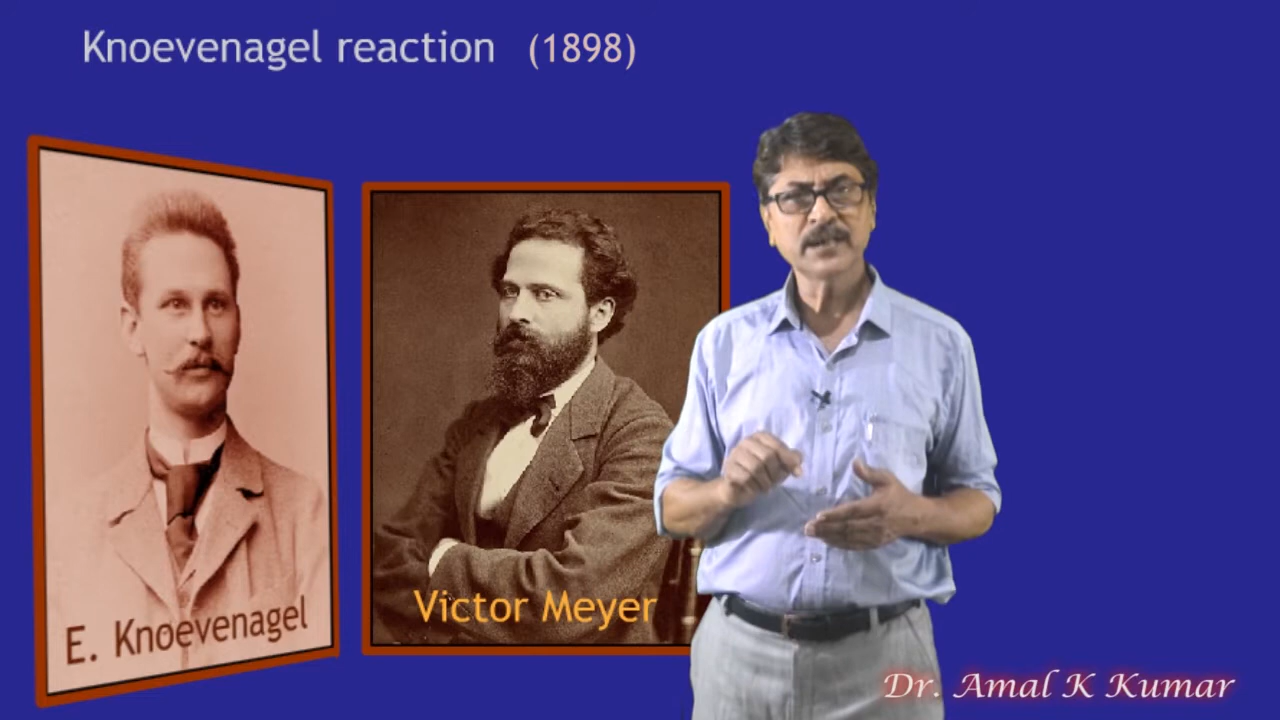 Knoevenagel reaction (1898)
E. Knoevenagel
Victor Meyer
Dr. Amal K Kumar